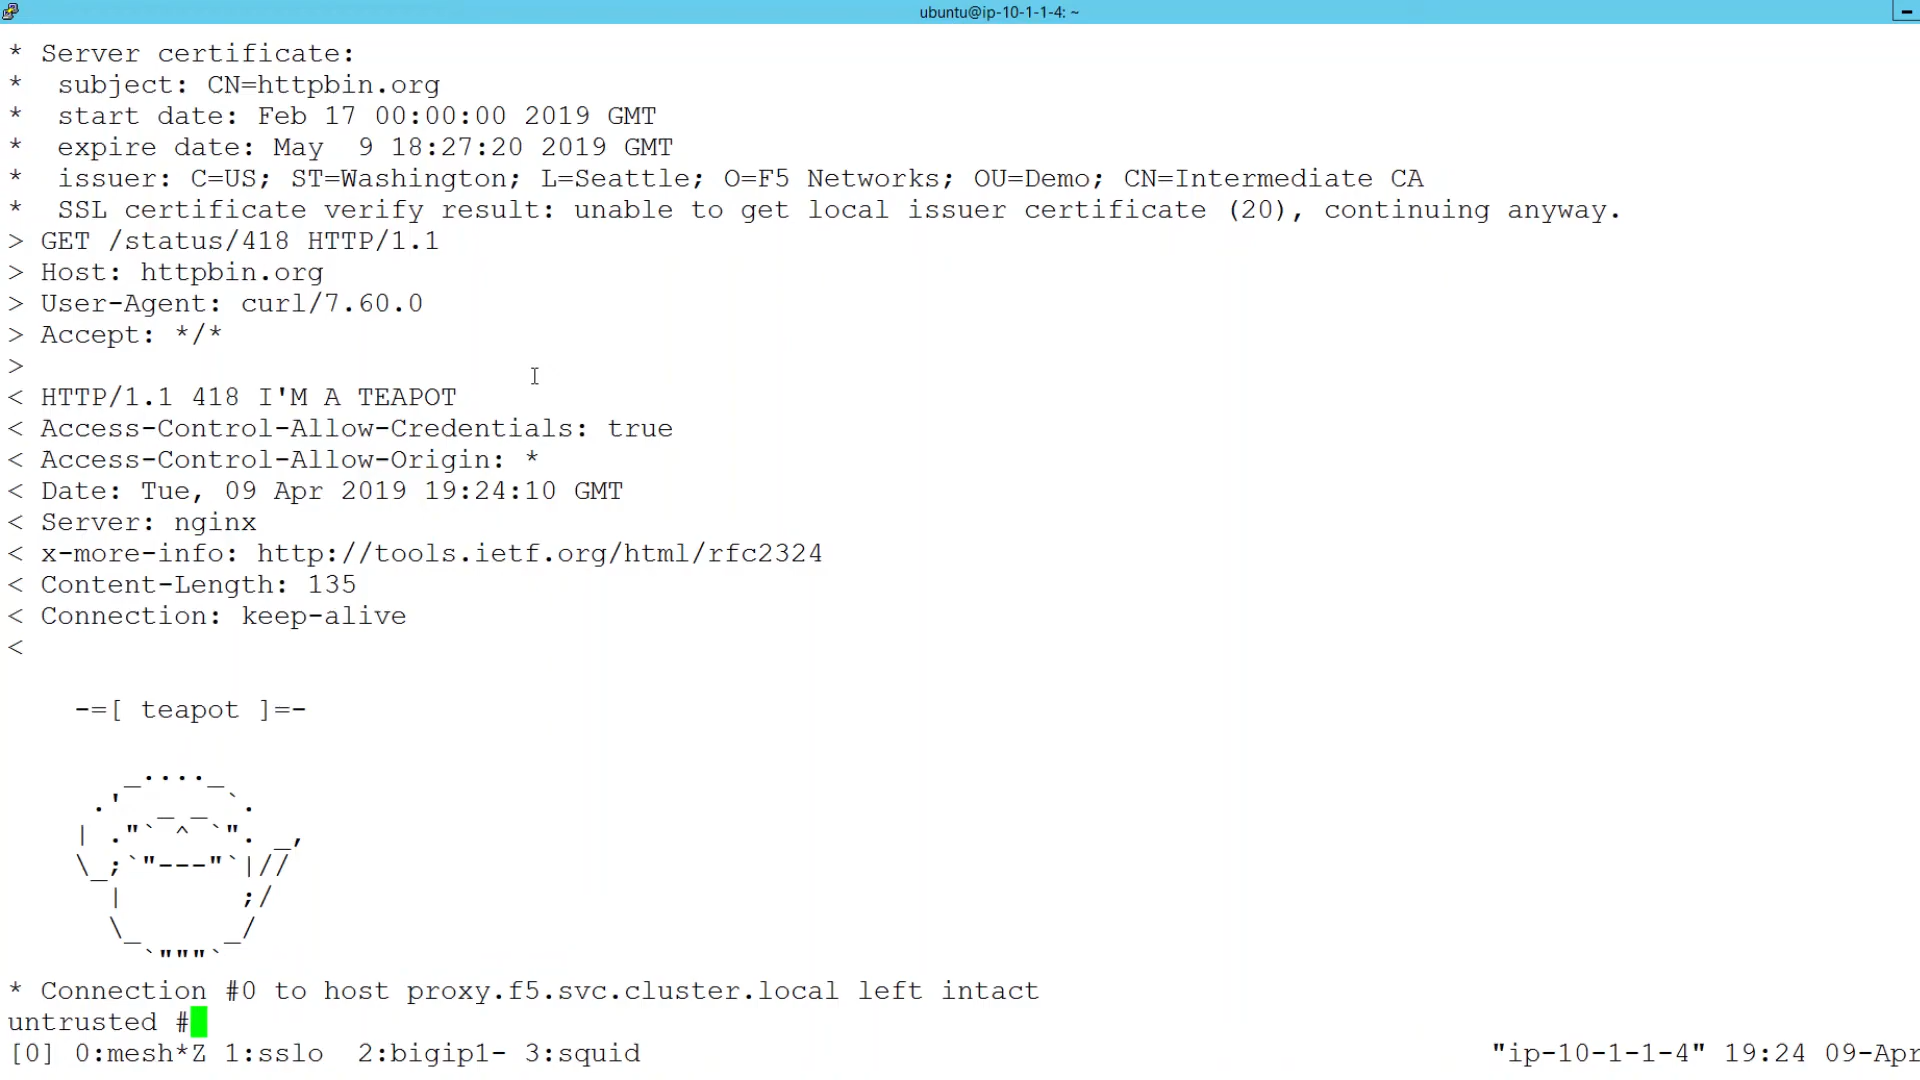 ubuntu@ip-10-1-1-4: ~
* Server certificate:
*  subject: CN=httpbin.org
*  start date: Feb 17 00:00:00 2019 GMT
*  expire date: May  9 18:27:20 2019 GMT
*  issuer: C=US; ST=Washington; L=Seattle; O=F5 Networks; OU=Demo; CN=Intermediate CA
*  SSL certificate verify result: unable to get local issuer certificate (20), continuing anyway.
> GET /status/418 HTTP/1.1
> Host: httpbin.org
> User-Agent: curl/7.60.0
> Accept: */*
>
< HTTP/1.1 418 I'M A TEAPOT
< Access-Control-Allow-Credentials: true
< Access-Control-Allow-Origin: *
< Date: Tue, 09 Apr 2019 19:24:10 GMT
< Server: nginx
< x-more-info: http://tools.ietf.org/html/rfc2324
< Content-Length: 135
< Connection: keep-alive
<
    -=[ teapot ]=-
       _...._
     .'  _ _ `.
    | ."` ^ `". _,
    \_;`"---"`|//
      |       ;/
      \_     _/
        `"""`
* Connection #0 to host proxy.f5.svc.cluster.local left intact
untrusted #
[0] 0:mesh*Z 1:sslo  2:bigip1- 3:squid "ip-10-1-1-4" 19:24 09-Apr